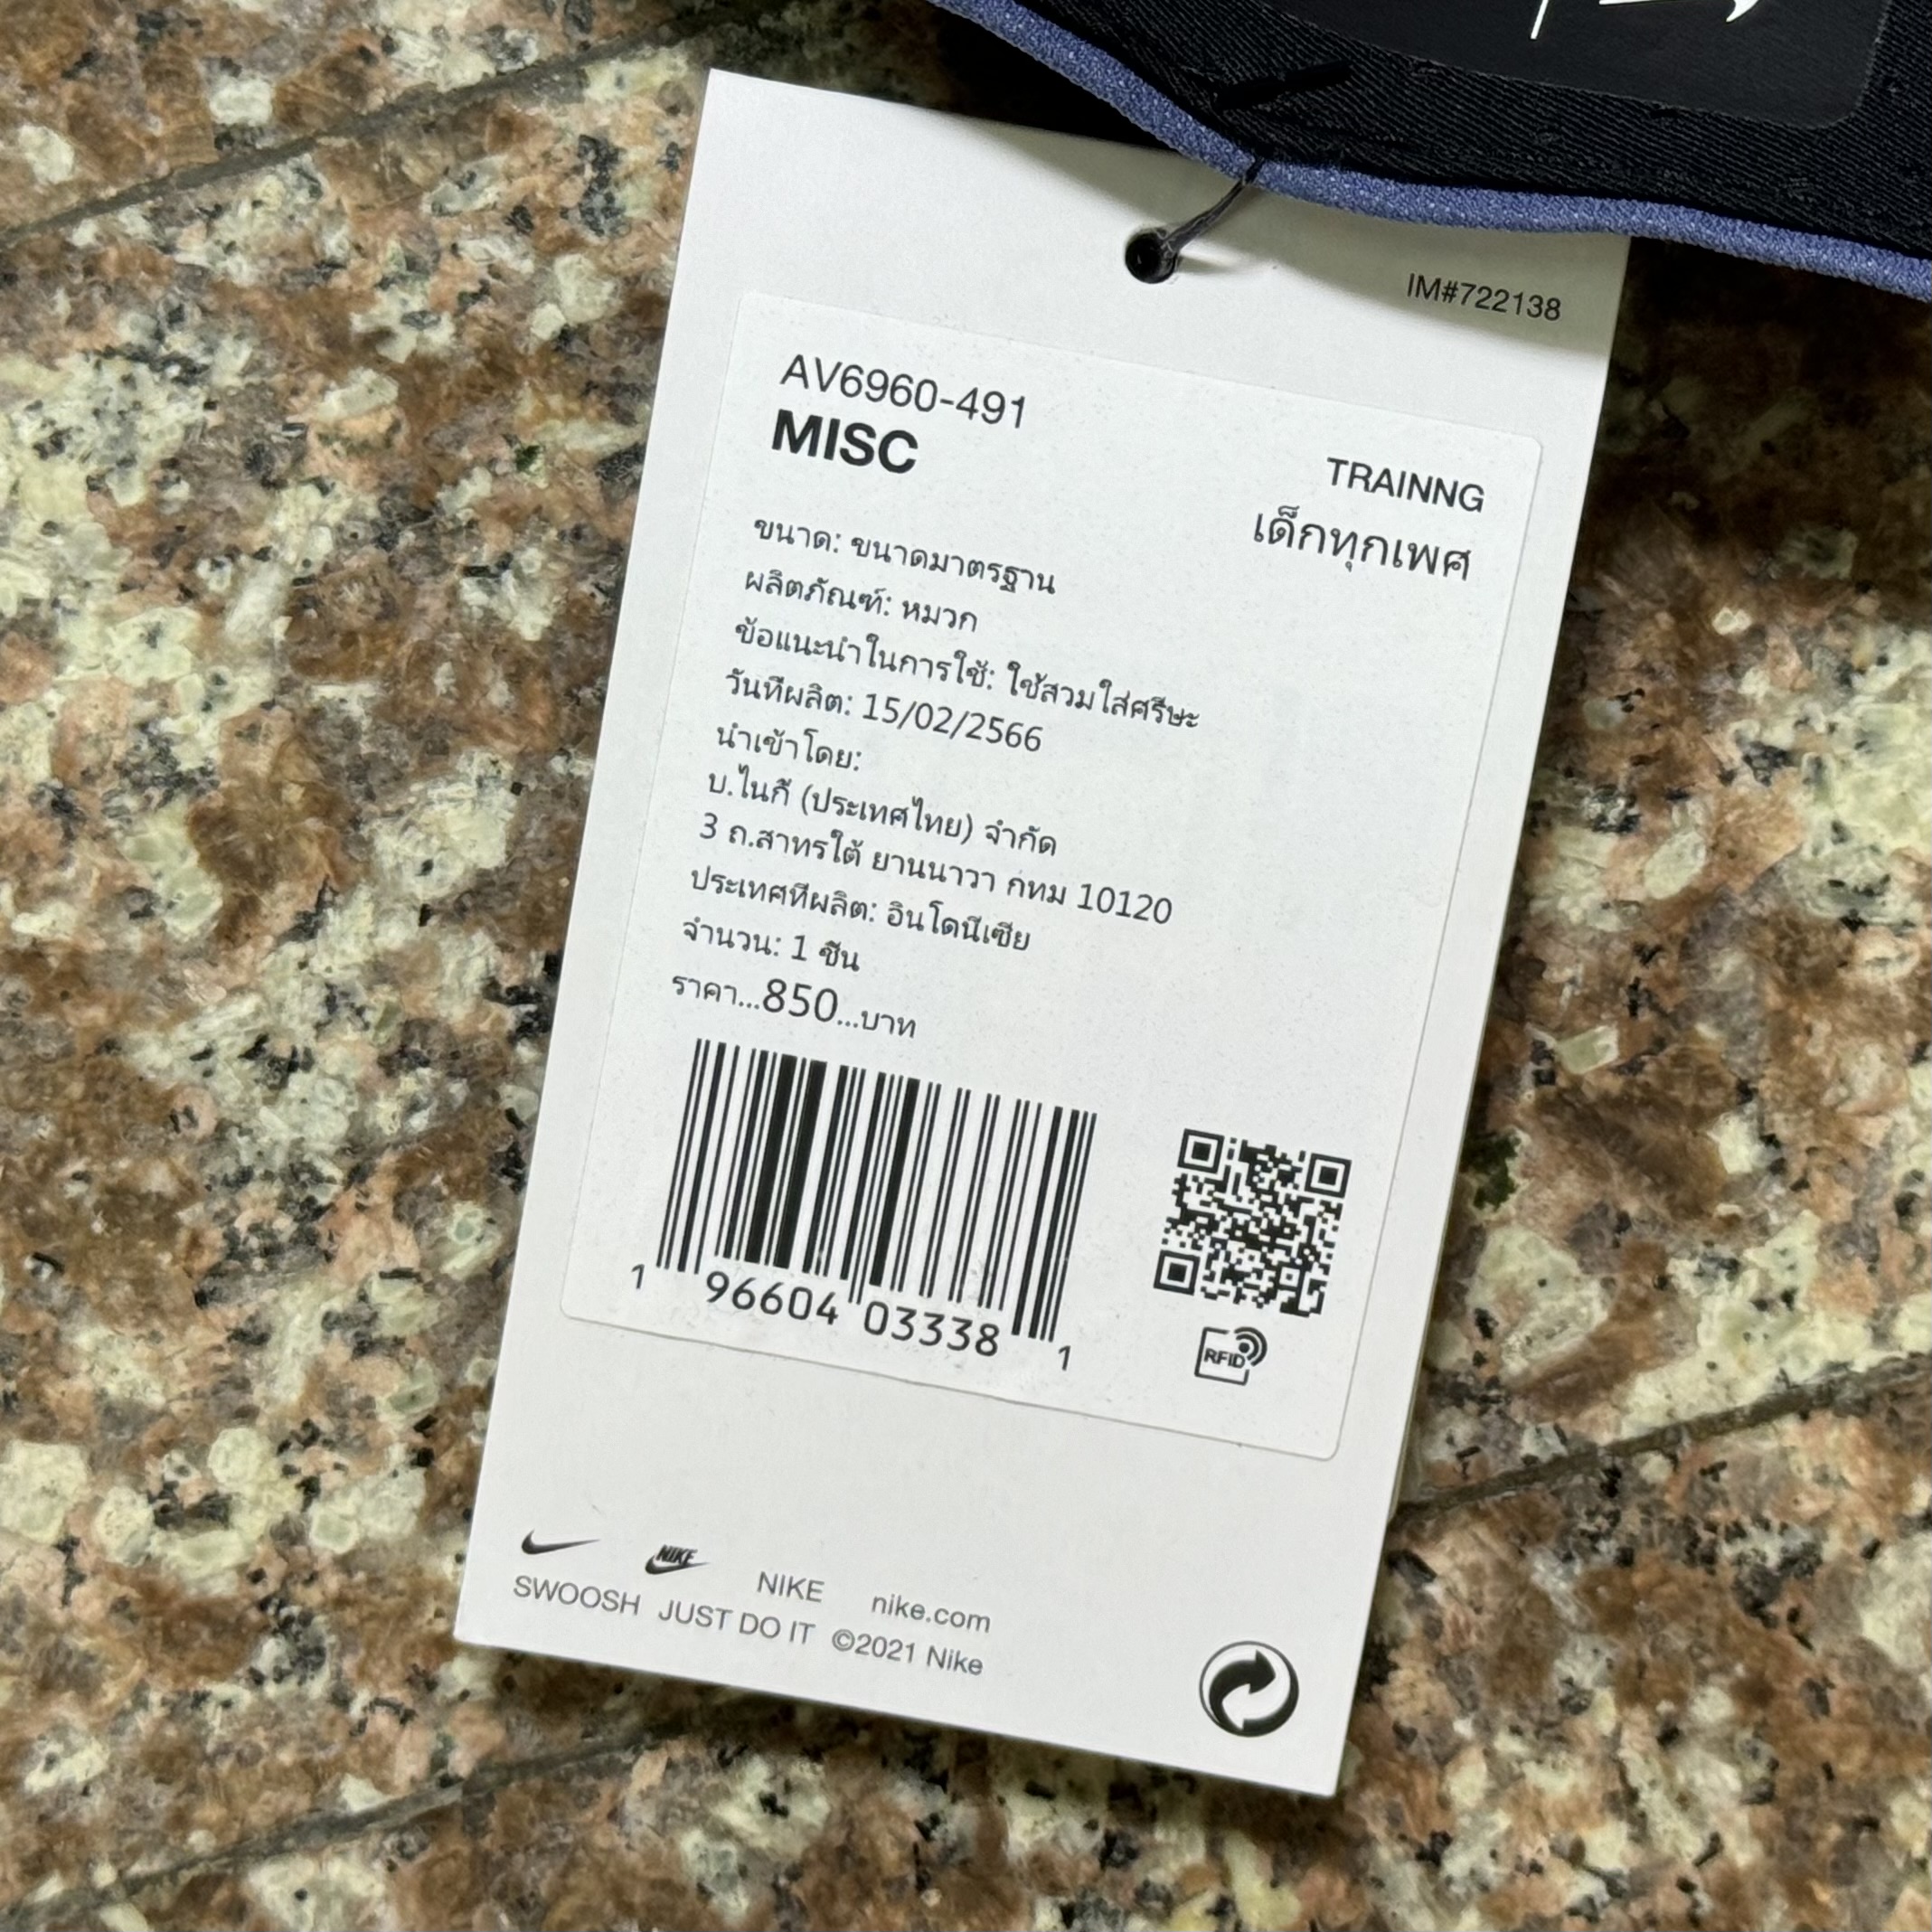 IM#722138
AV6960-491
MISC
TRAINNG
เด็กทุกเพศ
ขนาด: ขนาดมาตรฐาน
ผลิตภัณฑ์: หมวก
ข้อแนะนำในการใช้: ใช้สวมใส่ศรีษะ
วันที่ผลิต: 15/02/2566
นำเข้าโดย:
บ.ไนกี้ (ประเทศไทย) จำกัด
3 ถ.สาทรใต้ ยานนาวา กทม 10120
ประเทศที่ผลิต: อินโดนีเซีย
จำนวน: 1 ชิ้น
ราคา...850...บาท
1 96604 03338 1
RFID
NIKE NIKE nike.com
SWOOSH JUST DO IT ©2021 Nike